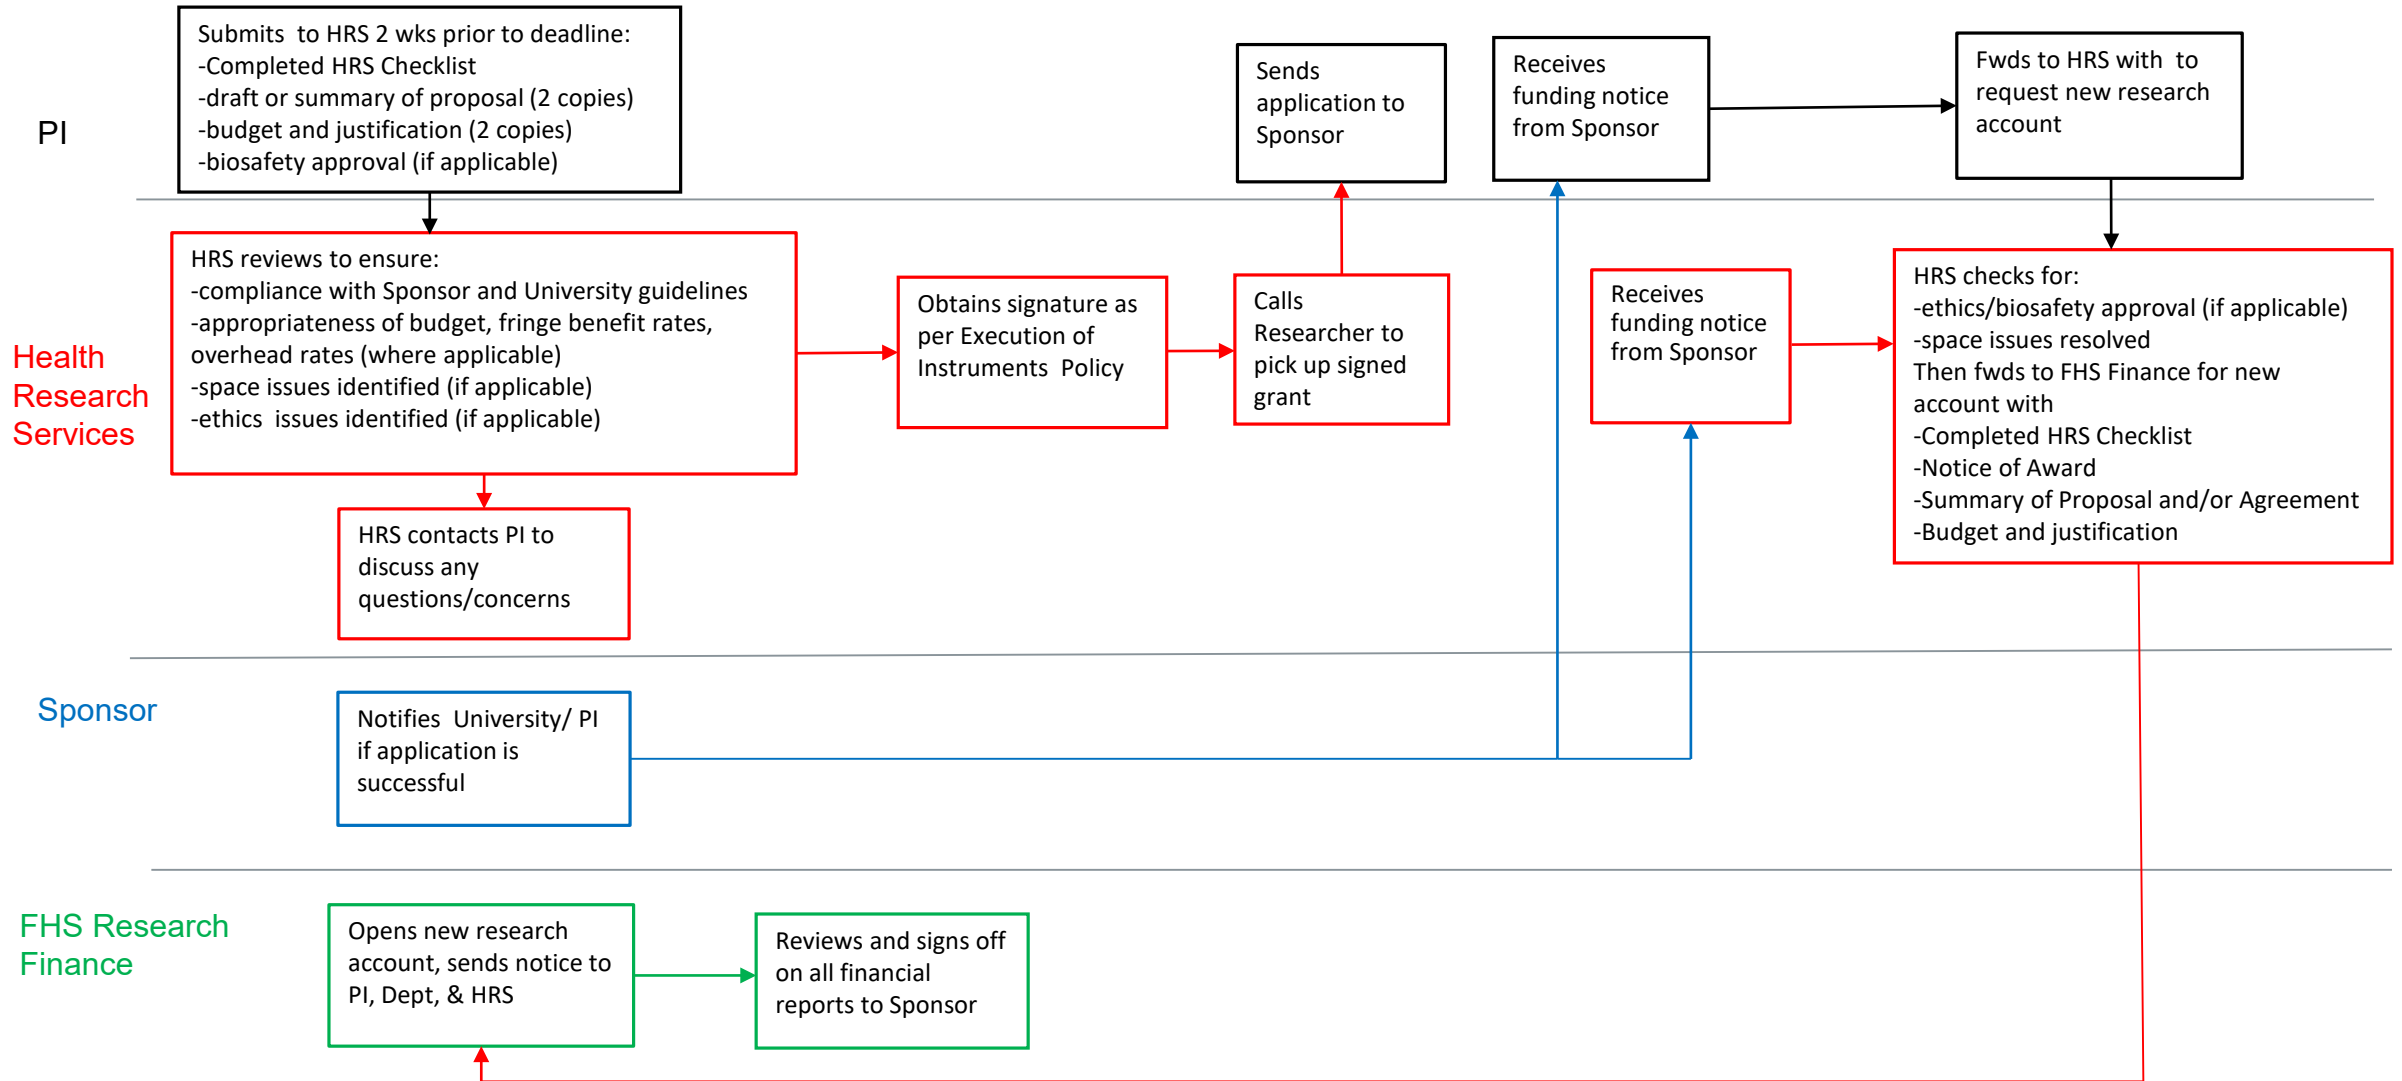 PI
Submits  to HRS 2 wks prior to deadline:
-Completed HRS Checklist
-draft or summary of proposal (2 copies)
-budget and justification (2 copies)
-biosafety approval (if applicable)
Sends
application to
Sponsor
Receives
funding notice
from Sponsor
Fwds to HRS with  to
request new research
account
Health
Research
Services
HRS reviews to ensure:
-compliance with Sponsor and University guidelines
-appropriateness of budget, fringe benefit rates,
overhead rates (where applicable)
-space issues identified (if applicable)
-ethics  issues identified (if applicable)
Obtains signature as
per Execution of
Instruments  Policy
Calls
Researcher to
pick up signed
grant
Receives
funding notice
from Sponsor
HRS checks for:
-ethics/biosafety approval (if applicable)
-space issues resolved
Then fwds to FHS Finance for new
account with
-Completed HRS Checklist
-Notice of Award
-Summary of Proposal and/or Agreement
-Budget and justification
HRS contacts PI to
discuss any
questions/concerns
Sponsor
Notifies  University/ PI
if application is
successful
FHS Research
Finance
Opens new research
account, sends notice to
PI, Dept, & HRS
Reviews and signs off
on all financial
reports to Sponsor